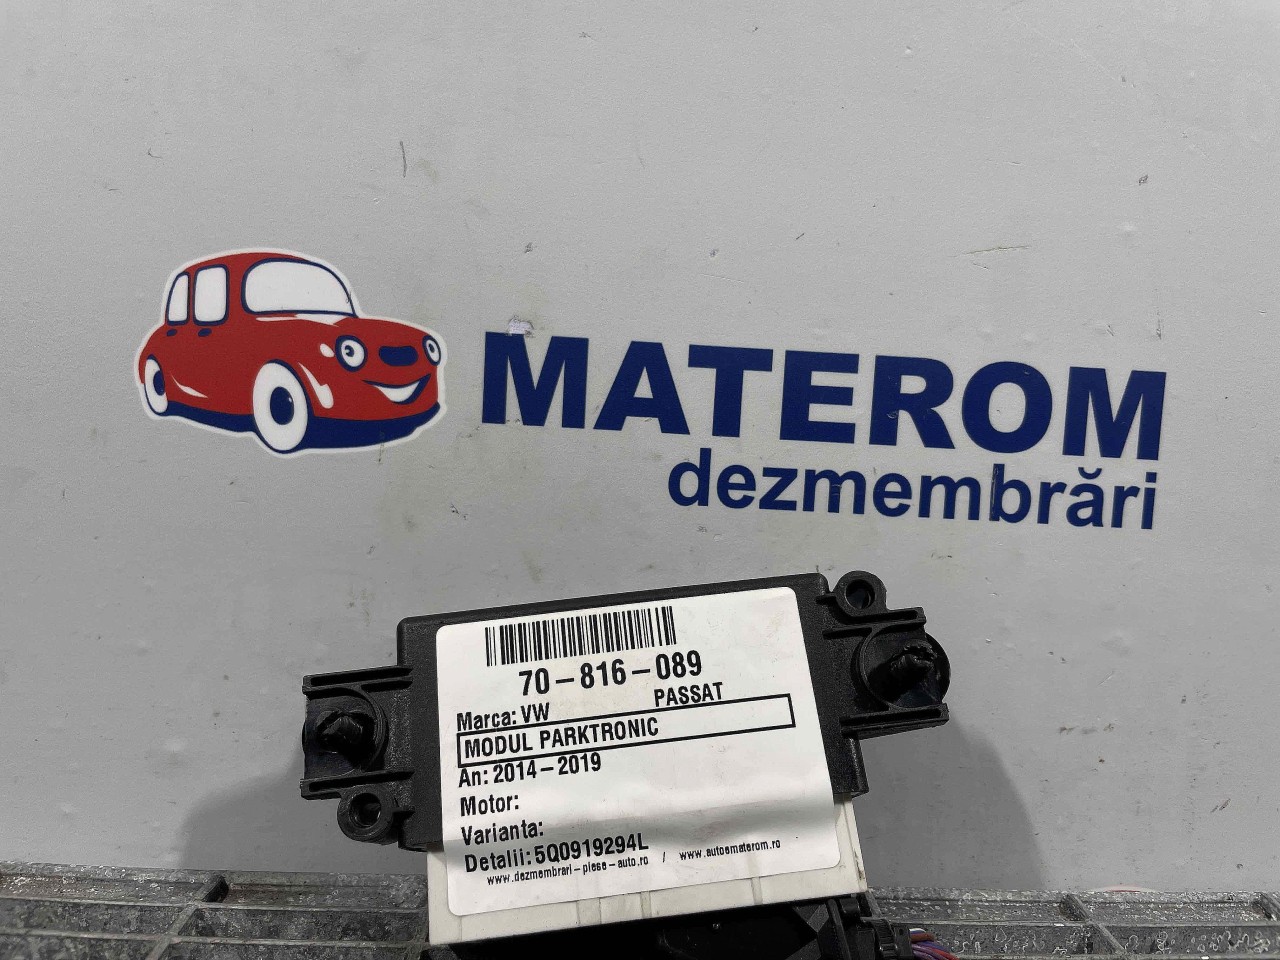 MATEROM
dezmembrări
70-816-089
Marca: VW PASSAT
MODUL PARKTRONIC
An: 2014-2019
Motor:
Varianta:
Detalii: 5Q0919294L
www.dezmembrari-piese-auto.ro / www.autoematerom.ro